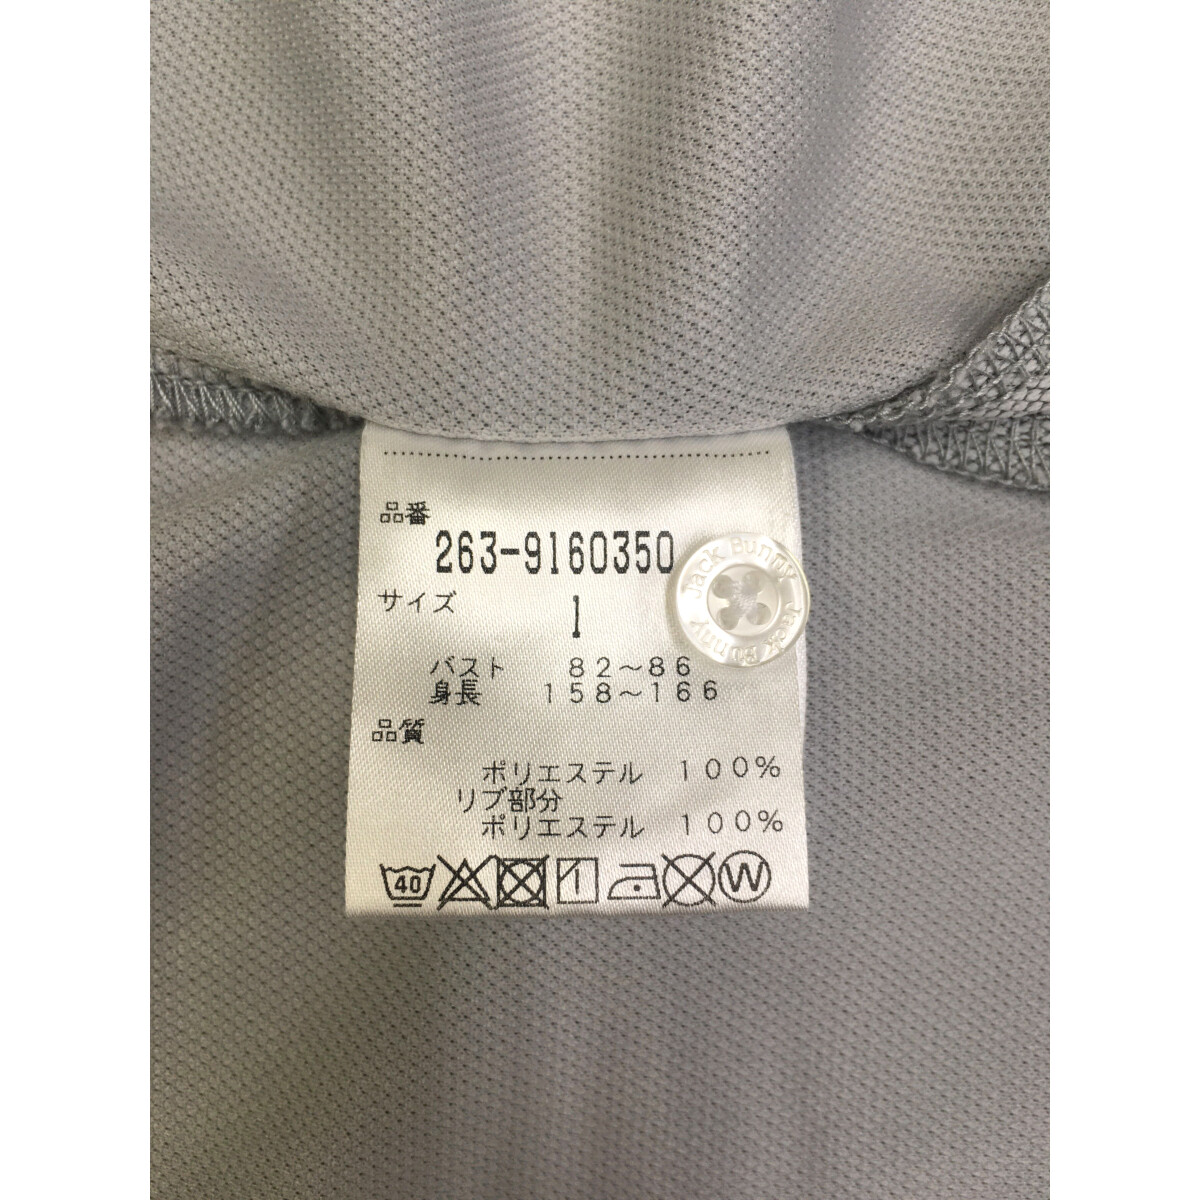 品番
263-9160350
Jack Bunny Jack Bunny
サイズ
1
バスト 82～86
身長 158～166
品質
ポリエステル 100%
リブ部分
ポリエステル 100%
40 1 W